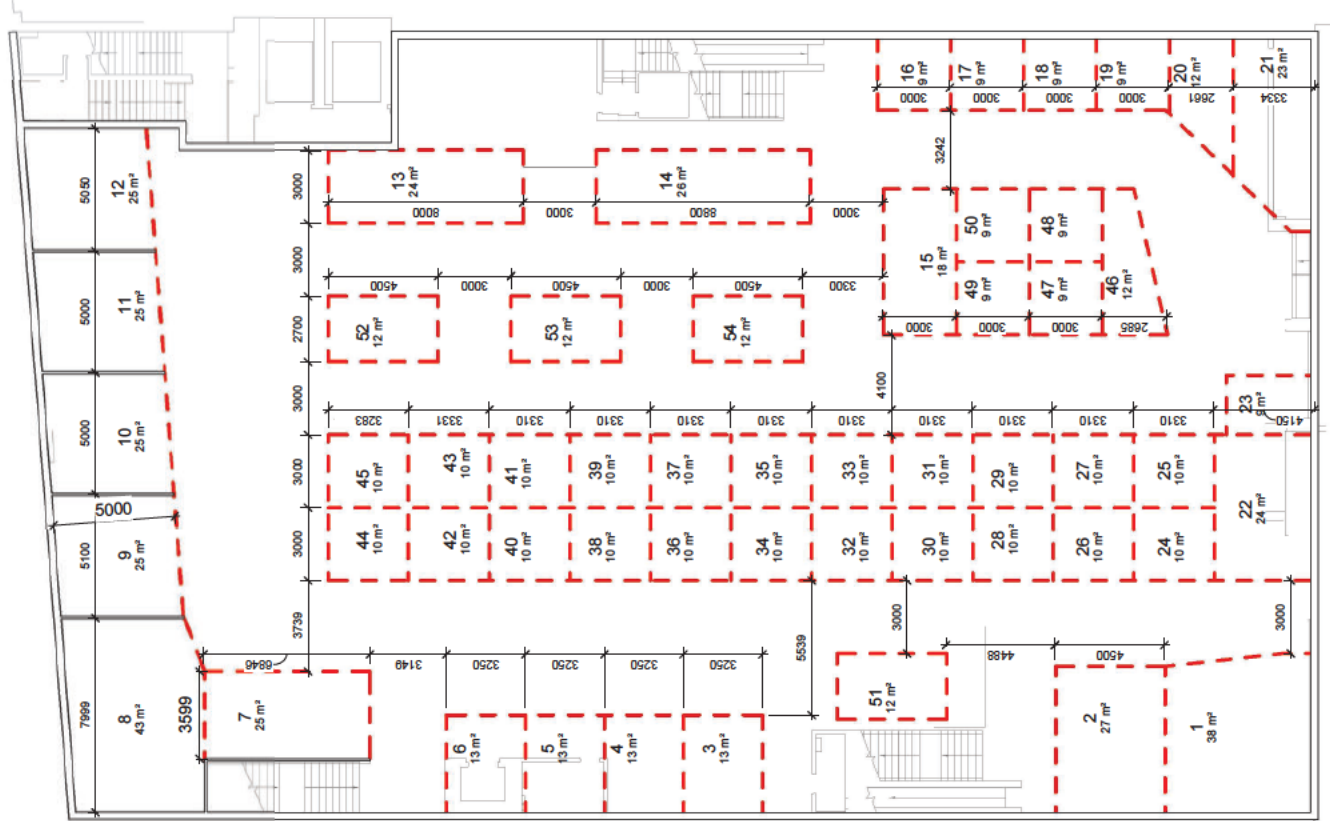 16
9 m²
17
9 m²
18
9 m²
19
9 m²
20
12 m²
21
23 m²
3000
3000
3000
3000
2661
3334
3242
12
25 m²
5050
13
24 m²
14
26 m²
3000
8000
3000
8800
3000
3000
50
9 m²
48
9 m²
15
18 m²
49
9 m²
47
9 m²
46
12 m²
11
25 m²
5000
4500
3000
4500
3000
4500
3300
52
12 m²
53
12 m²
54
12 m²
2700
3000
3000
3000
2685
4100
10
25 m²
5000
3000
3283
3331
3310
3310
3310
3310
3310
3310
3310
3310
3310
23
9 m²
4150
3000
45
10 m²
43
10 m²
41
10 m²
39
10 m²
37
10 m²
35
10 m²
33
10 m²
31
10 m²
29
10 m²
27
10 m²
25
10 m²
22
24 m²
5000
9
25 m²
5100
3000
44
10 m²
42
10 m²
40
10 m²
38
10 m²
36
10 m²
34
10 m²
32
10 m²
30
10 m²
28
10 m²
26
10 m²
24
10 m²
3739
5539
3000
3000
6846
3149
3250
3250
3250
3250
4488
4500
8
43 m²
7999
3599
7
25 m²
6
13 m²
5
13 m²
4
13 m²
3
13 m²
51
12 m²
2
27 m²
1
38 m²